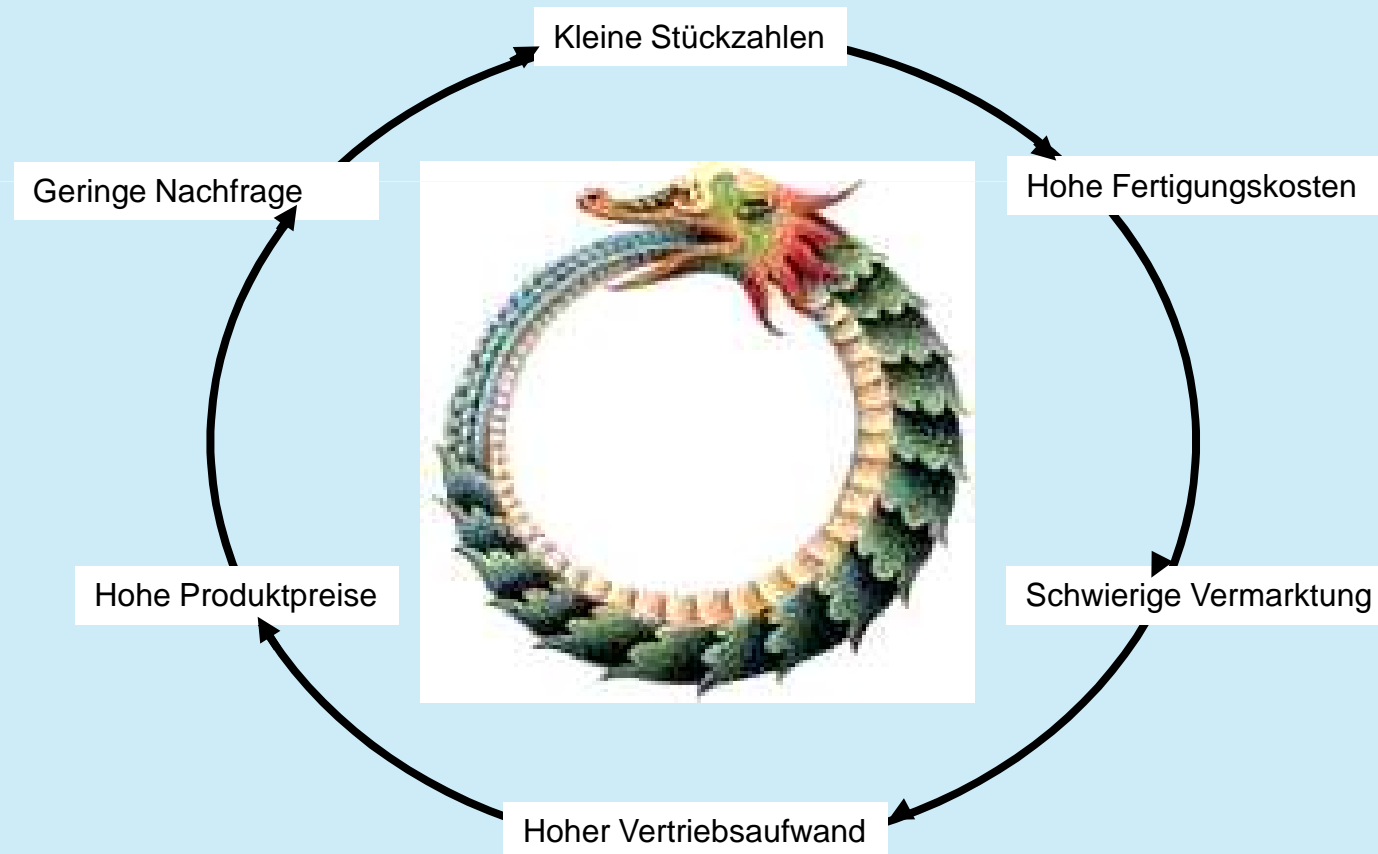 Kleine Stückzahlen
Geringe Nachfrage
Hohe Fertigungskosten
Hohe Produktpreise
Schwierige Vermarktung
Hoher Vertriebsaufwand